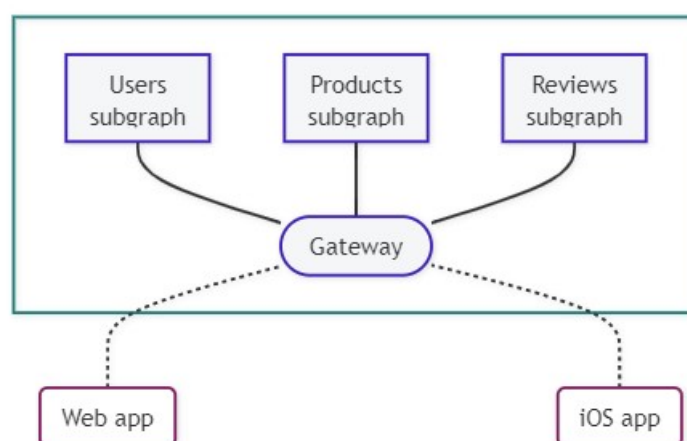 Users
subgraph
Products
subgraph
Reviews
subgraph
Gateway
Web app
iOS app